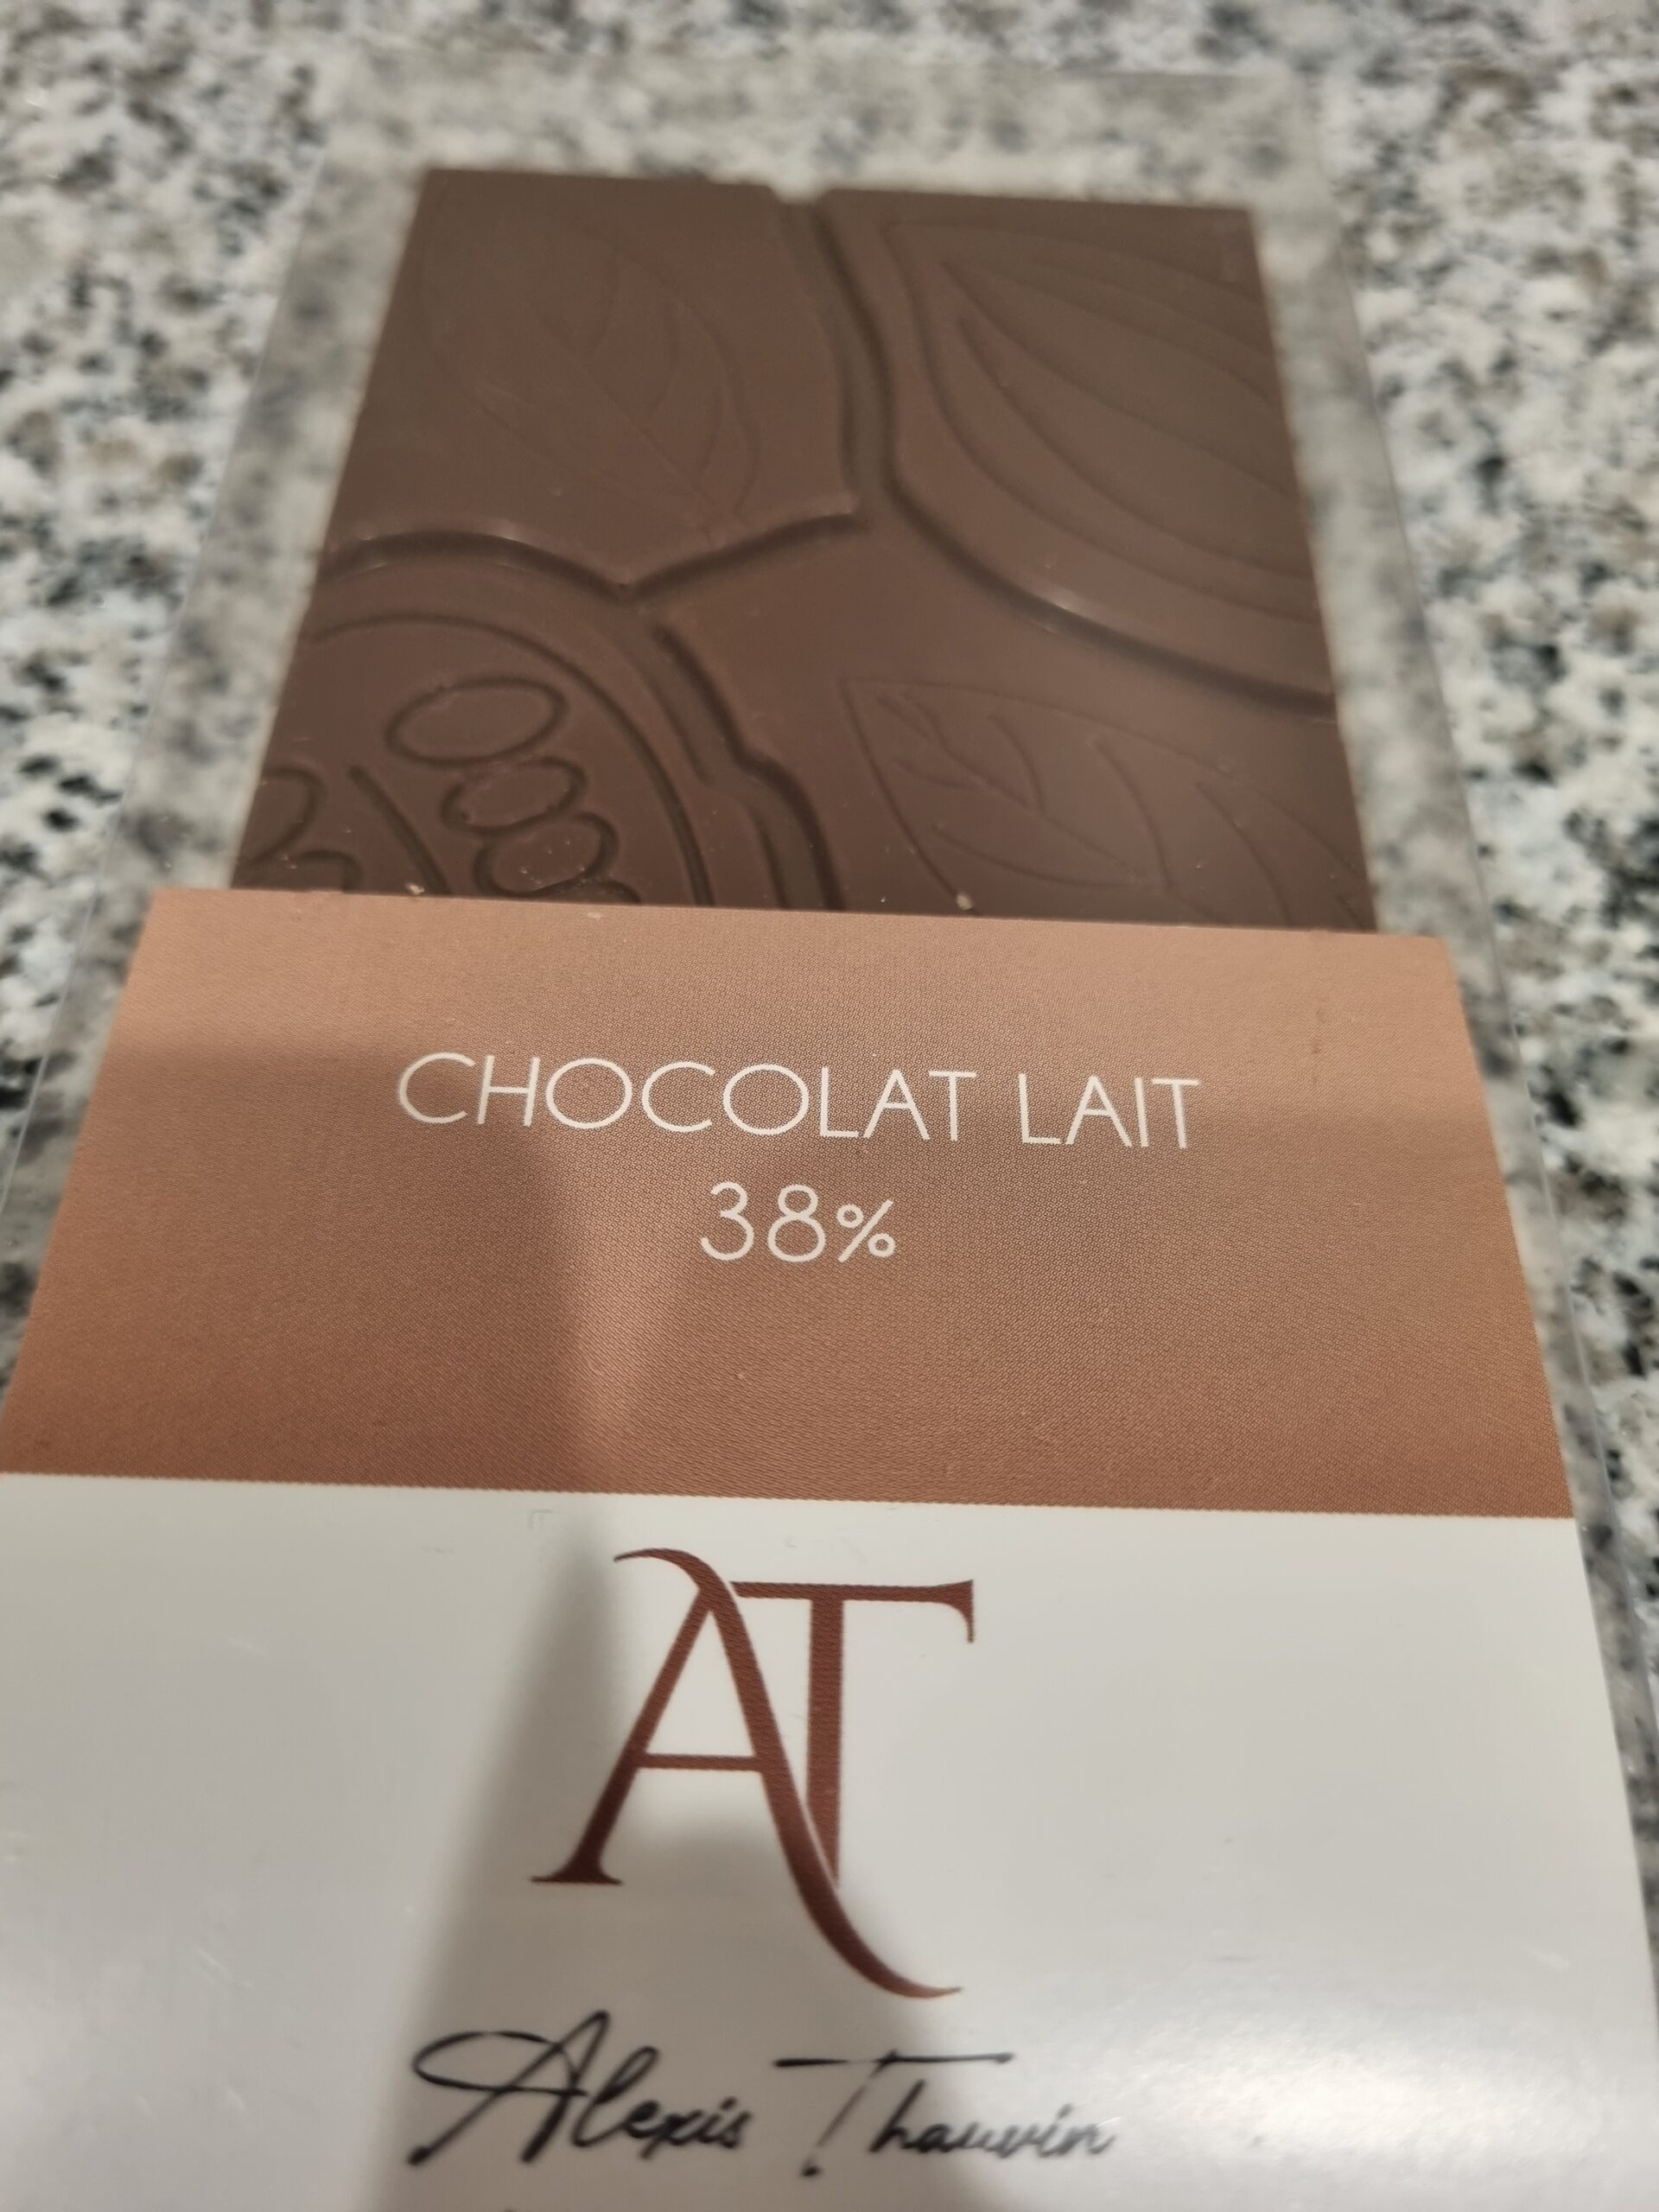 CHOCOLAT LAIT
38%
AT
Alexis Thauvin